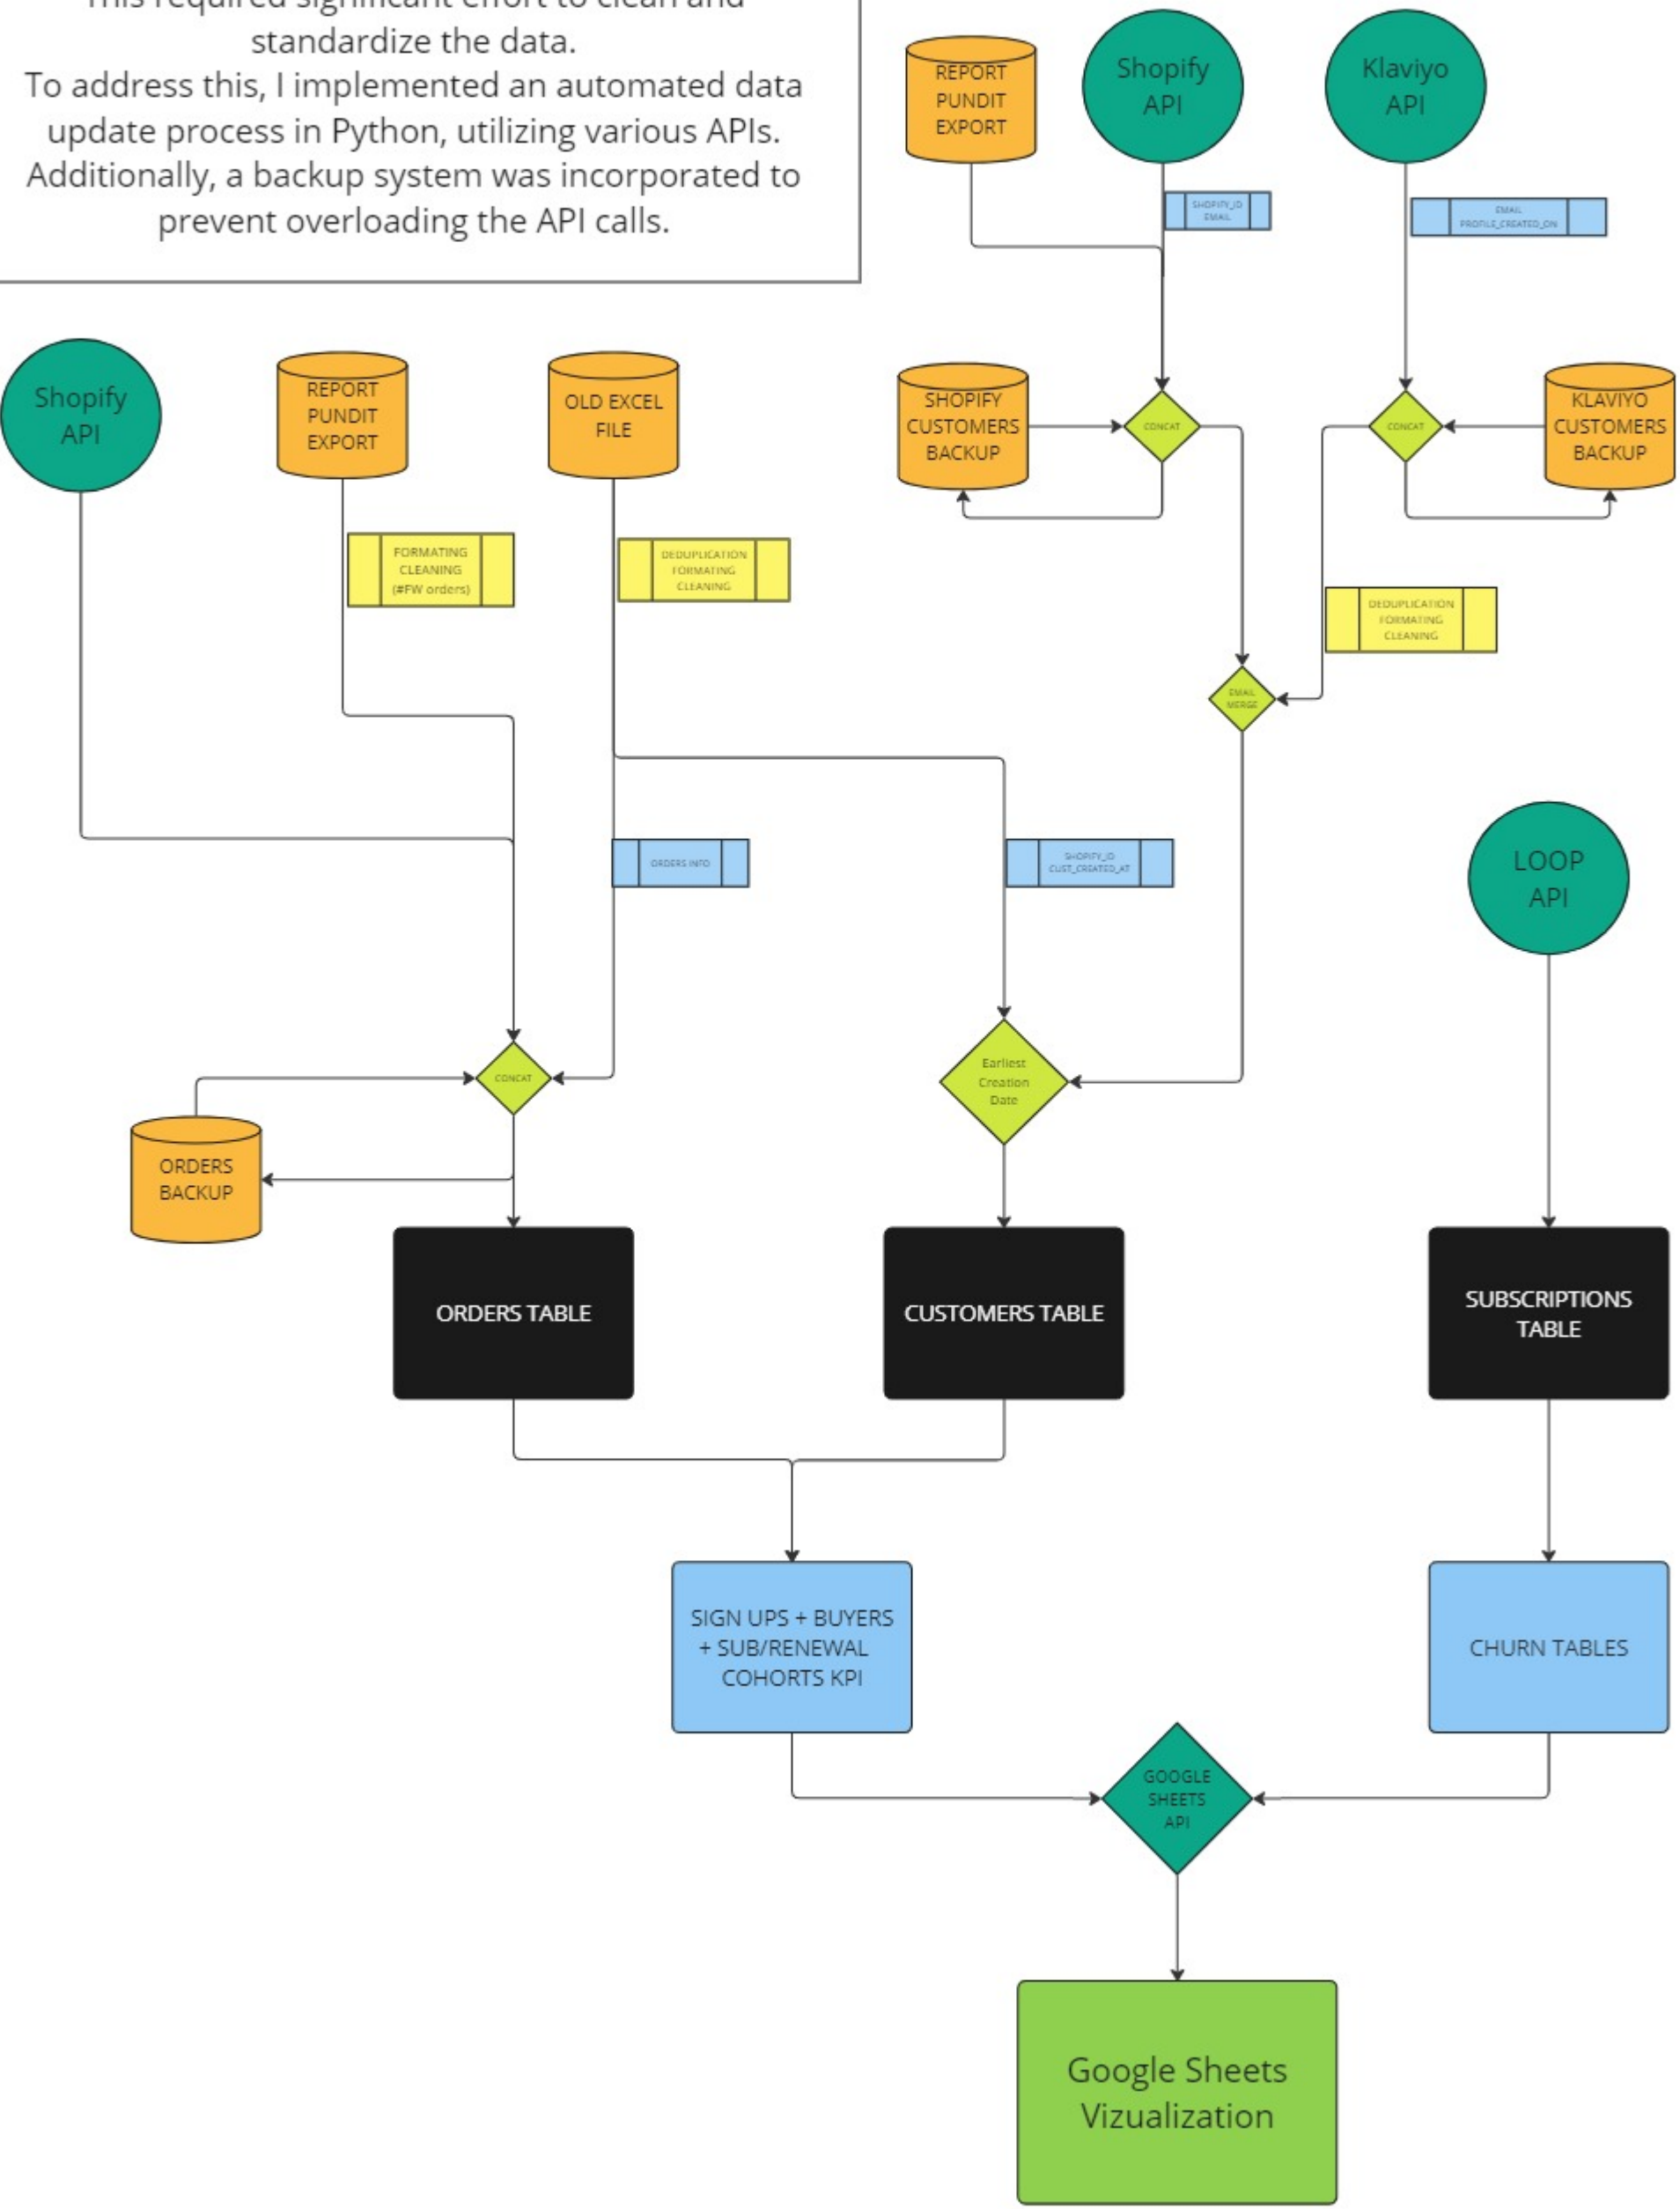 This required significant effort to clean and
standardize the data.
To address this, I implemented an automated data
update process in Python, utilizing various APIs.
Additionally, a backup system was incorporated to
prevent overloading the API calls.
REPORT
PUNDIT
EXPORT
Shopify
API
Klaviyo
API
SHOPIFY_ID
EMAIL
EMAIL
PROFILE_CREATED_ON
Shopify
API
REPORT
PUNDIT
EXPORT
OLD EXCEL
FILE
SHOPIFY
CUSTOMERS
BACKUP
CONCAT
CONCAT
KLAVIYO
CUSTOMERS
BACKUP
FORMATING
CLEANING
(#FW orders)
DEDUPLICATION
FORMATING
CLEANING
DEDUPLICATION
FORMATING
CLEANING
EMAIL
MERGE
ORDERS INFO
SHOPIFY_ID
CUST_CREATED_AT
LOOP
API
CONCAT
Earliest
Creation
Date
ORDERS
BACKUP
ORDERS TABLE
CUSTOMERS TABLE
SUBSCRIPTIONS
TABLE
SIGN UPS + BUYERS
+ SUB/RENEWAL
COHORTS KPI
CHURN TABLES
GOOGLE
SHEETS
API
Google Sheets
Vizualization